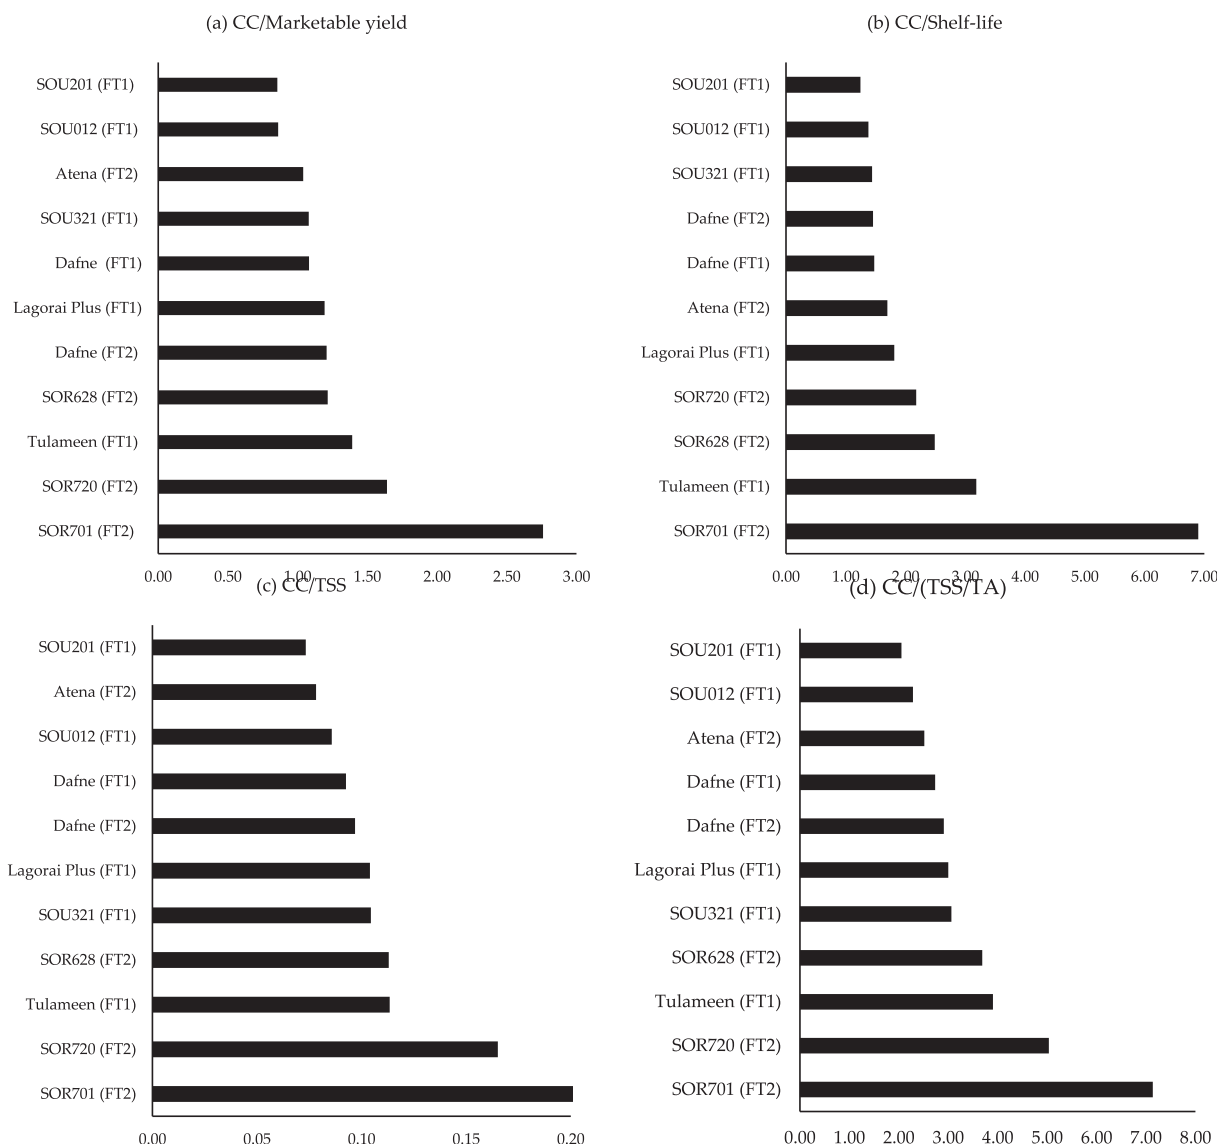 (a) CC/Marketable yield
SOU201 (FT1)
SOU012 (FT1)
Atena (FT2)
SOU321 (FT1)
Dafne (FT1)
Lagorai Plus (FT1)
Dafne (FT2)
SOR628 (FT2)
Tulameen (FT1)
SOR720 (FT2)
SOR701 (FT2)
0.00 0.50 1.00 1.50 2.00 2.50 3.00
(b) CC/Shelf-life
SOU201 (FT1)
SOU012 (FT1)
SOU321 (FT1)
Dafne (FT2)
Dafne (FT1)
Atena (FT2)
Lagorai Plus (FT1)
SOR720 (FT2)
SOR628 (FT2)
Tulameen (FT1)
SOR701 (FT2)
0.00 1.00 2.00 3.00 4.00 5.00 6.00 7.00
(c) CC/TSS
SOU201 (FT1)
Atena (FT2)
SOU012 (FT1)
Dafne (FT1)
Dafne (FT2)
Lagorai Plus (FT1)
SOU321 (FT1)
SOR628 (FT2)
Tulameen (FT1)
SOR720 (FT2)
SOR701 (FT2)
0.00 0.05 0.10 0.15 0.20
(d) CC/(TSS/TA)
SOU201 (FT1)
SOU012 (FT1)
Atena (FT2)
Dafne (FT1)
Dafne (FT2)
Lagorai Plus (FT1)
SOU321 (FT1)
SOR628 (FT2)
Tulameen (FT1)
SOR720 (FT2)
SOR701 (FT2)
0.00 1.00 2.00 3.00 4.00 5.00 6.00 7.00 8.00